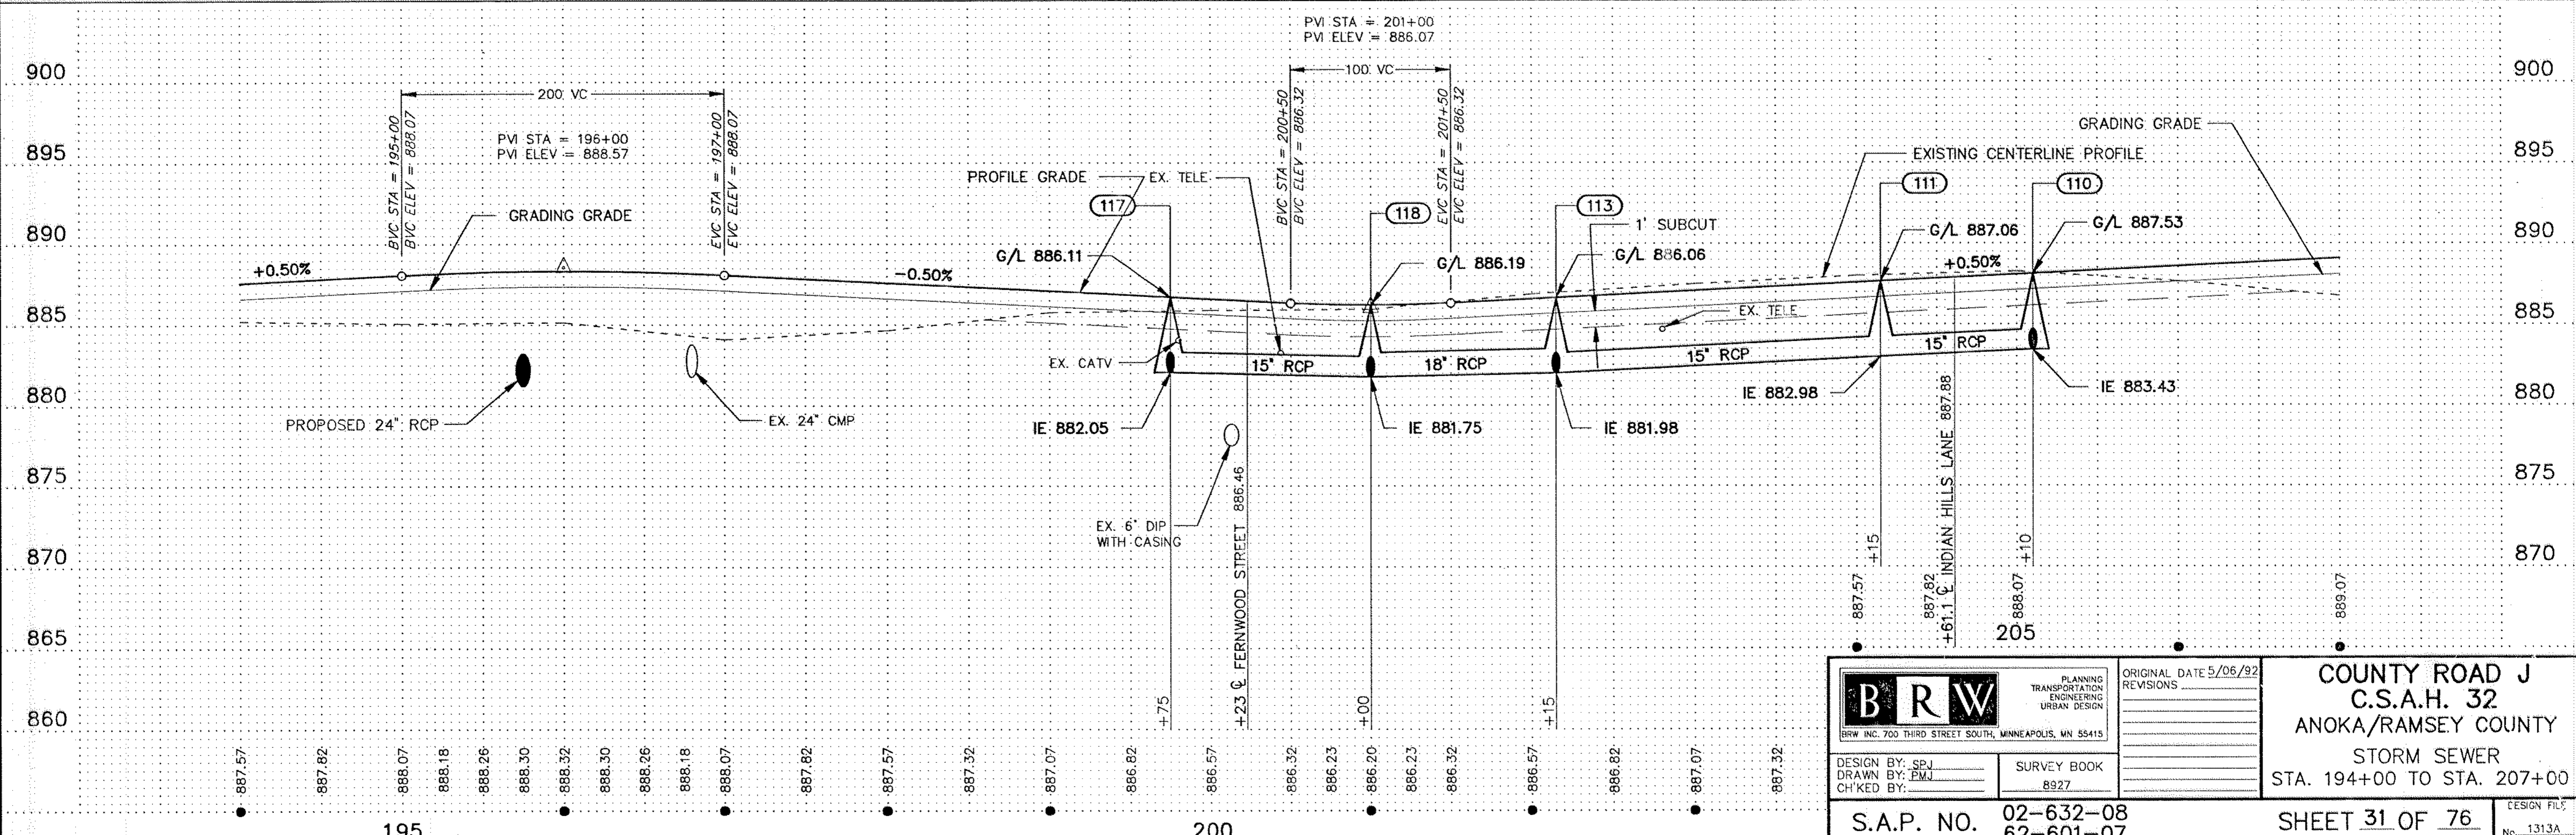 PVI STA = 201+00
PVI ELEV = 886.07
900
900
100 VC
200 VC
BVC STA = 195+00
BVC ELEV = 888.07
PVI STA = 196+00
PVI ELEV = 888.57
EVC STA = 197+00
EVC ELEV = 888.07
BVC STA = 200+50
BVC ELEV = 886.32
EVC STA = 201+50
EVC ELEV = 886.32
GRADING GRADE
895
895
EXISTING CENTERLINE PROFILE
PROFILE GRADE
EX. TELE
111
110
117
118
113
GRADING GRADE
1' SUBCUT
890
890
G/L 887.06
G/L 887.53
G/L 886.11
G/L 886.19
G/L 886.06
+0.50%
-0.50%
+0.50%
885
885
EX. TELE
EX. CATV
15" RCP
18" RCP
15" RCP
15" RCP
880
880
IE 882.98
IE 883.43
PROPOSED 24" RCP
EX. 24" CMP
IE 882.05
IE 881.75
IE 881.98
875
875
EX. 6" DIP
WITH CASING
870
870
+75
+23 ℄ FERNWOOD STREET 886.46
+00
+15
+15
+61.1 ℄ INDIAN HILLS LANE 887.88
+10
887.57
887.82
888.07
889.07
865
205
860
887.57
887.82
888.07
888.18
888.26
888.30
888.32
888.30
888.26
888.18
888.07
887.82
887.57
887.32
887.07
886.82
886.57
886.32
886.23
886.20
886.23
886.32
886.57
886.82
887.07
887.32
195
200
BRW
PLANNING
TRANSPORTATION
ENGINEERING
URBAN DESIGN
BRW INC. 700 THIRD STREET SOUTH, MINNEAPOLIS, MN 55415
DESIGN BY: SPJ
DRAWN BY: PMJ
CH'KED BY:
SURVEY BOOK
8927
ORIGINAL DATE 5/06/92
REVISIONS
COUNTY ROAD J
C.S.A.H. 32
ANOKA/RAMSEY COUNTY
STORM SEWER
STA. 194+00 TO STA. 207+00
S.A.P. NO. 02-632-08
62-601-07
SHEET 31 OF 76
DESIGN FILE
No. 1313A